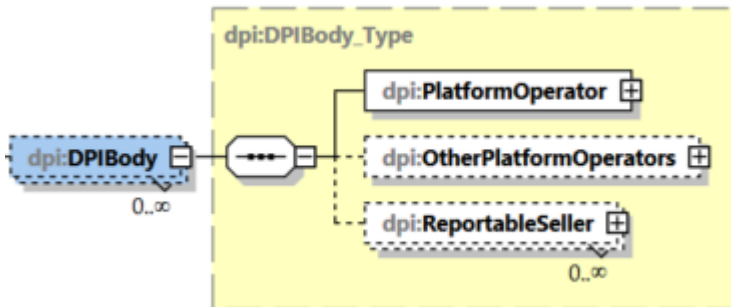 dpi:DPIBody_Type
dpi:PlatformOperator
dpi:DPIBody
dpi:OtherPlatformOperators
0..∞
dpi:ReportableSeller
0..∞